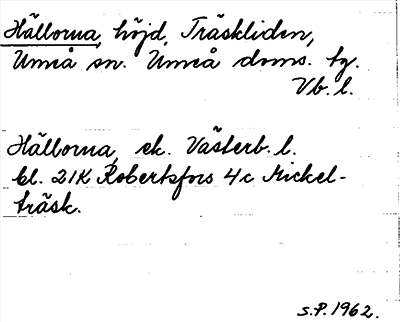 Hällorna, höjd, Träskliden,
Umeå sn. Umeå doms. tg.
Vb. l.
Hällorna, ek. Västerb. l.
bl. 21K Robertsfors 4c Mickel-
träsk.
S.P. 1962.